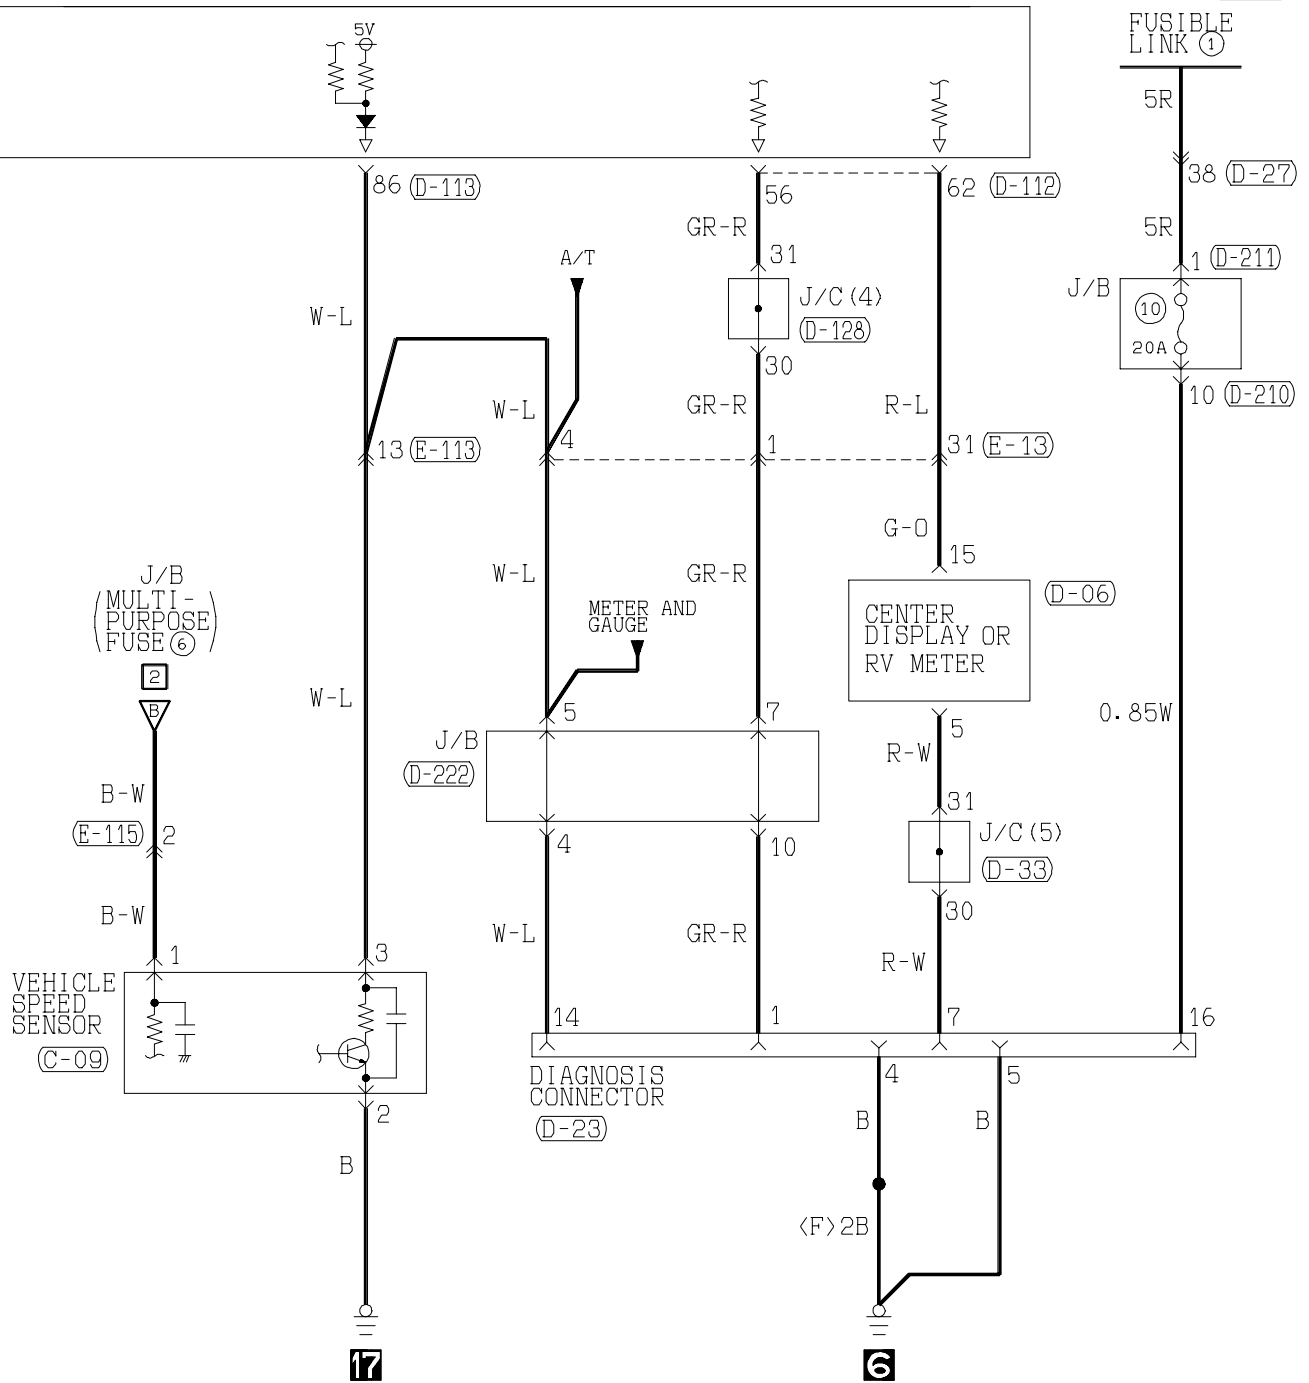 FUSIBLE
LINK 1
5V
5R
86 (D-113)
56
62 (D-112)
38 (D-27)
GR-R
5R
31
1 (D-211)
A/T
J/B
J/C(4)
(D-128)
10
20A
W-L
30
10 (D-210)
W-L
GR-R
R-L
13 (E-113)
4
1
31 (E-13)
G-O
15
W-L
GR-R
J/B
(MULTI-
PURPOSE
FUSE 6)
2
B
METER AND
GAUGE
(D-06)
CENTER
DISPLAY OR
RV METER
W-L
5
7
0.85W
5
J/B
(D-222)
R-W
B-W
31
(E-115) 2
J/C(5)
(D-33)
4
10
B-W
30
W-L
GR-R
R-W
1
3
VEHICLE
SPEED
SENSOR
(C-09)
14
1
7
16
DIAGNOSIS
CONNECTOR
(D-23)
4
5
2
B
B
B
<F>2B
17
6